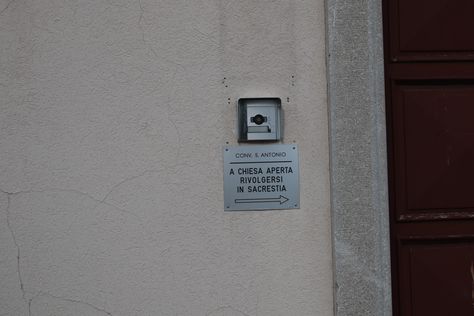 CONV. S. ANTONIO
A CHIESA APERTA
RIVOLGERSI
IN SACRESTIA